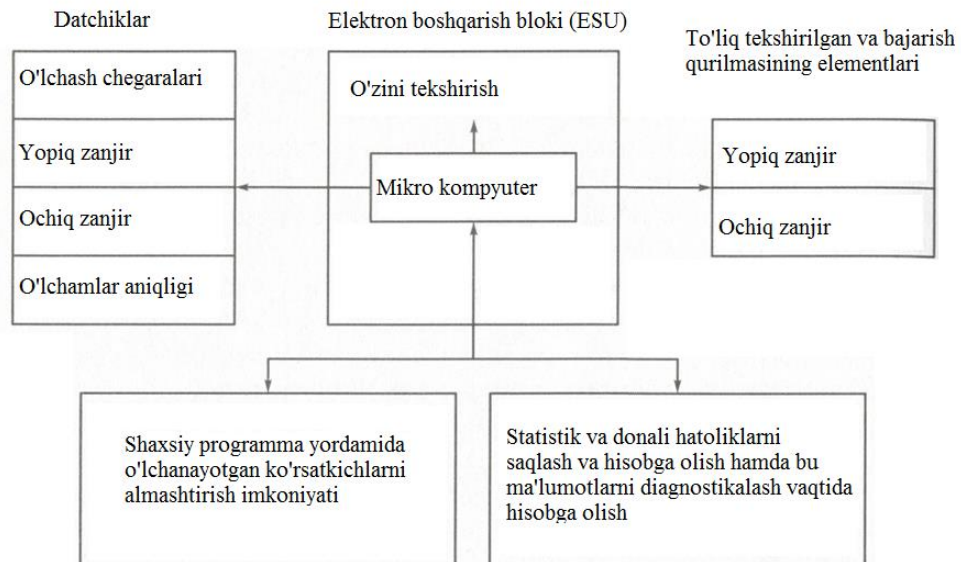 Datchiklar
O'lchash chegaralari
Yopiq zanjir
Ochiq zanjir
O'lchamlar aniqligi
Elektron boshqarish bloki (ESU)
O'zini tekshirish
Mikro kompyuter
To'liq tekshirilgan va bajarish
qurilmasining elementlari
Yopiq zanjir
Ochiq zanjir
Shaxsiy programma yordamida
o'lchanayotgan ko'rsatkichlarni
almashtirish imkoniyati
Statistik va donali hatoliklarni
saqlash va hisobga olish hamda bu
ma'lumotlarni diagnostikalash vaqtida
hisobga olish